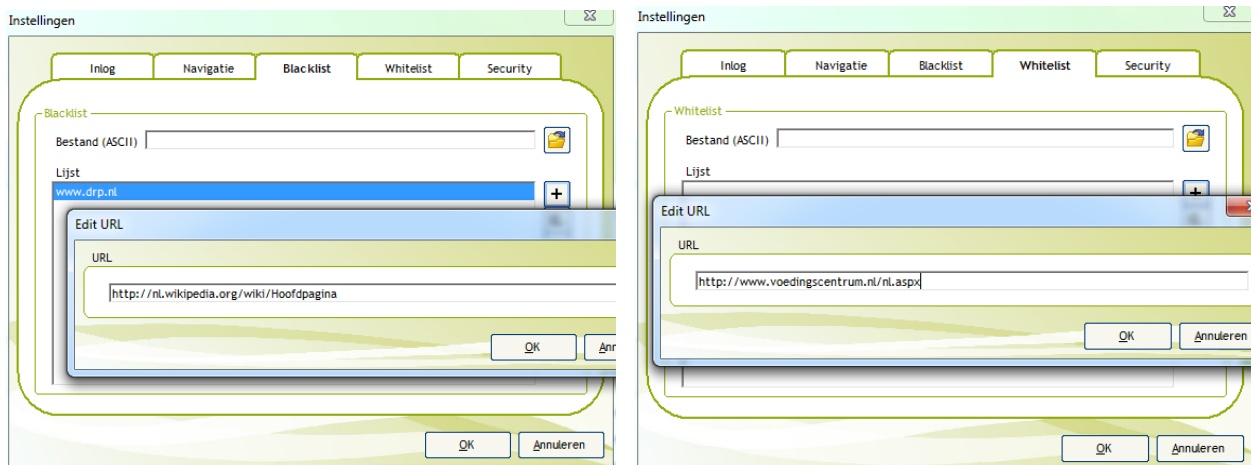 Instellingen
Inlog Navigatie Blacklist Whitelist Security
Blacklist
Bestand (ASCII)
Lijst
www.drp.nl
+
Edit URL
URL
http://nl.wikipedia.org/wiki/Hoofdpagina
OK Ann
OK Annuleren
Instellingen
Inlog Navigatie Blacklist Whitelist Security
Whitelist
Bestand (ASCII)
Lijst
+
Edit URL
URL
http://www.voedingscentrum.nl/nl.aspx
OK Annuleren
OK Annuleren